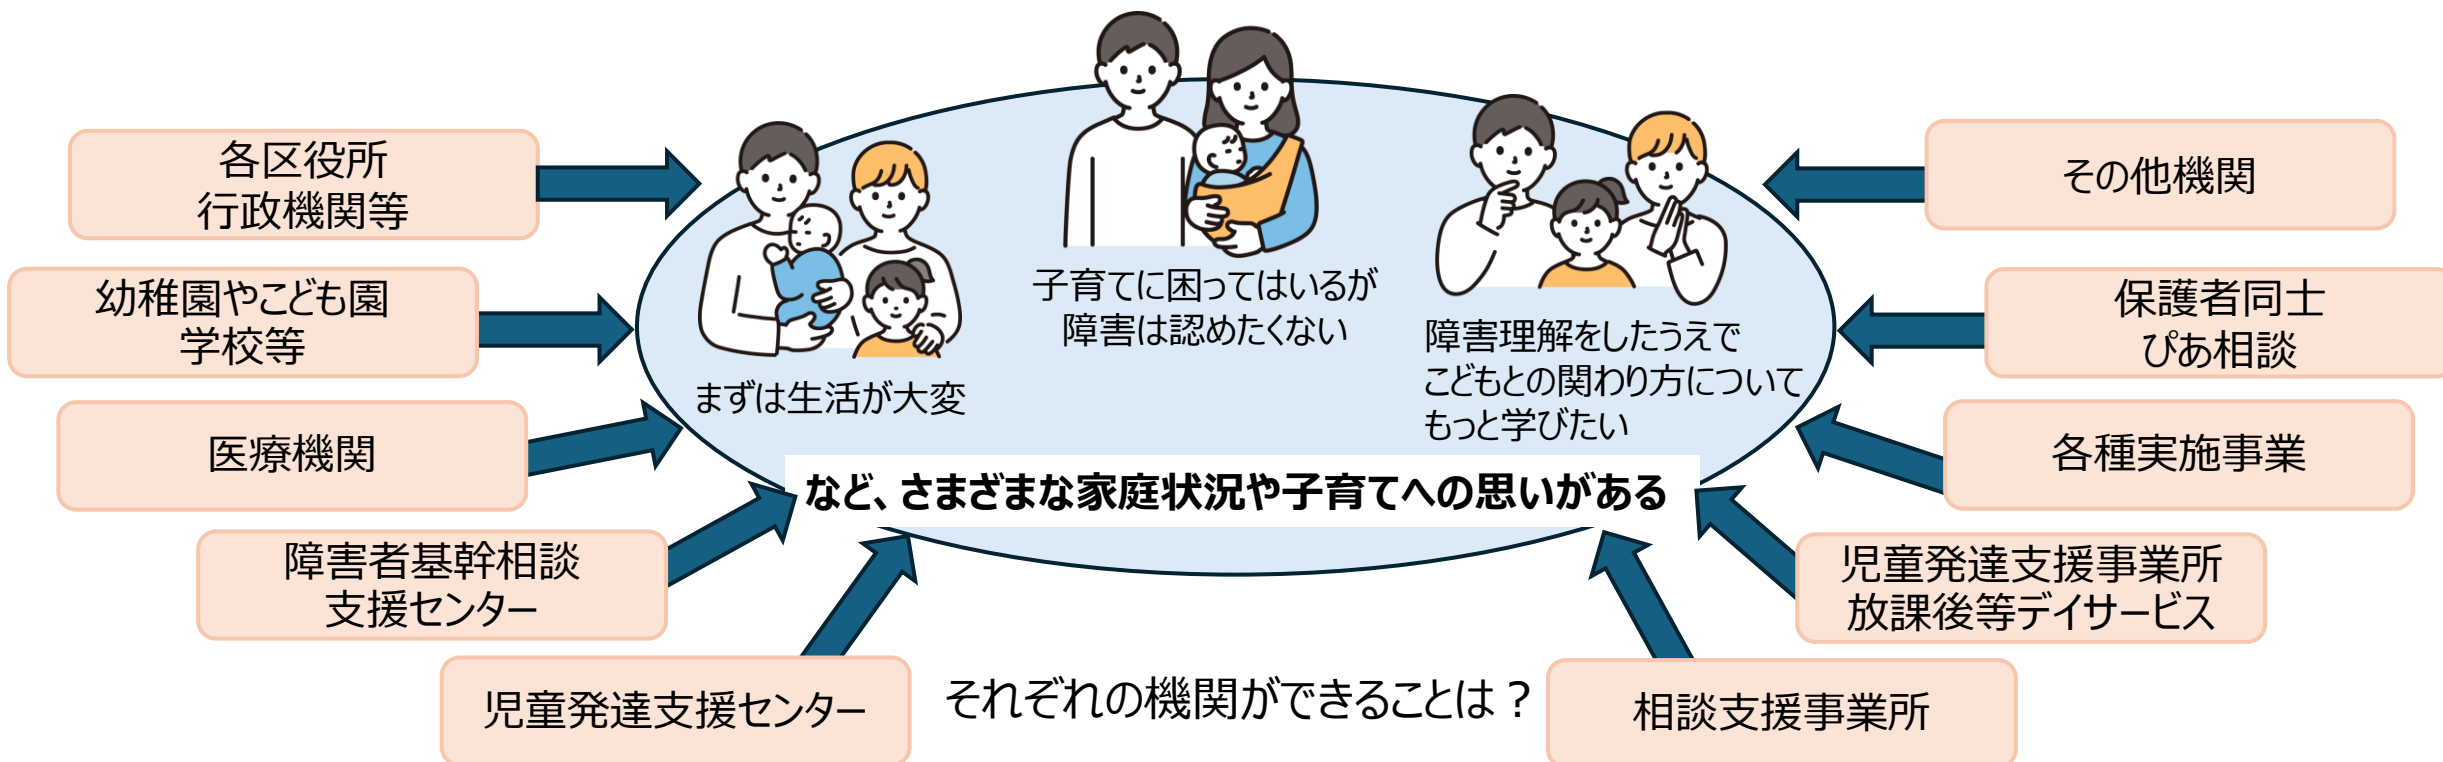 各区役所
行政機関等
幼稚園やこども園
学校等
医療機関
障害者基幹相談
支援センター
児童発達支援センター
まずは生活が大変
子育てに困ってはいるが
障害は認めたくない
障害理解をしたうえで
こどもとの関わり方について
もっと学びたい
など、さまざまな家庭状況や子育てへの思いがある
それぞれの機関ができることは？
その他機関
保護者同士
ぴあ相談
各種実施事業
児童発達支援事業所
放課後等デイサービス
相談支援事業所